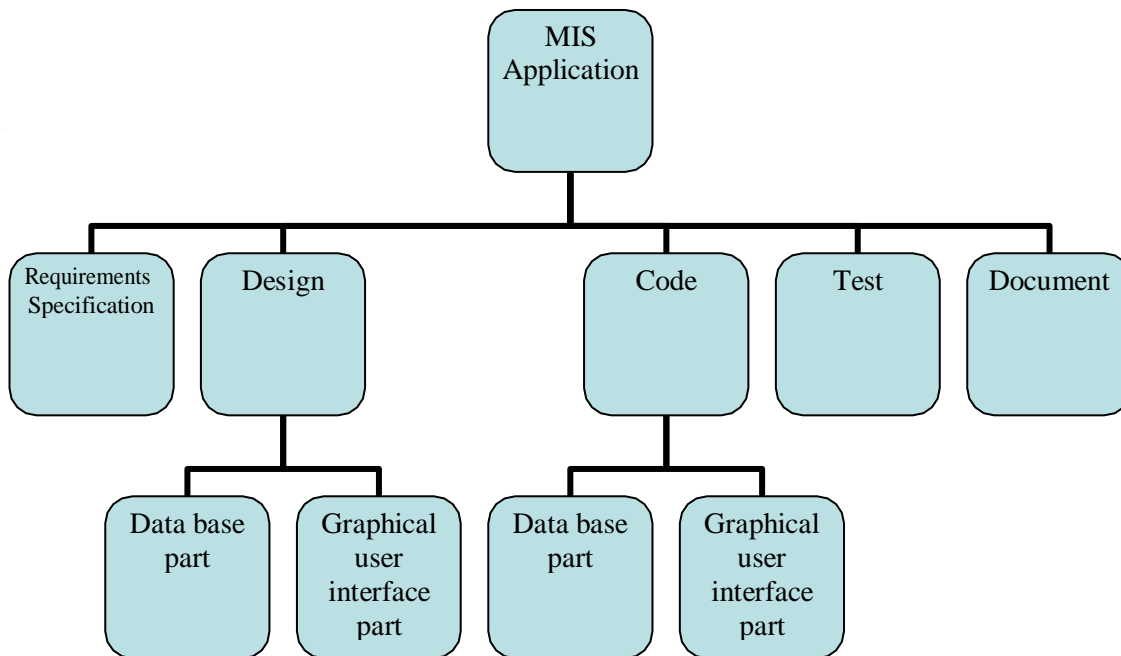 MIS
Application
Requirements
Specification
Design
Code
Test
Document
Data base
part
Graphical
user
interface
part
Data base
part
Graphical
user
interface
part